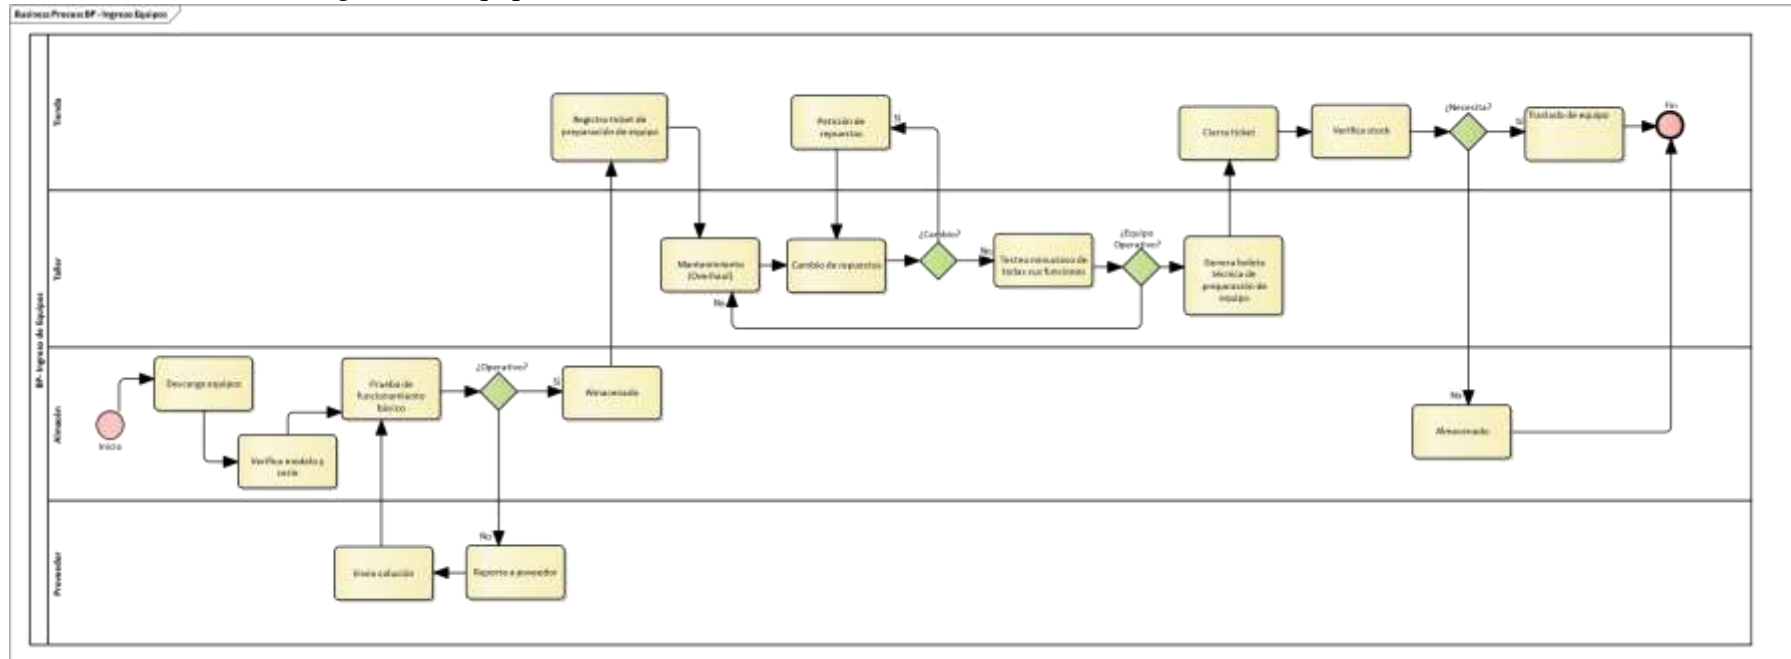 Business Process BP - Ingreso Equipos
BP- Ingreso de Equipos
Tienda
Registra ticket de
preparación de equipo
Petición de
repuestos
Si
Cierra ticket
Verifica stock
¿Necesita?
Si
Traslado de equipo
Fin
Taller
Mantenimiento
(Overhaul)
No
Cambio de repuestos
¿Cambio?
No
Testeo minucioso de
todas sus funciones
¿Equipo
Operativo?
Genera boleta
técnica de
preparación de
equipo
Almacén
Inicio
Descarga equipos
Verifica modelo y
serie
Prueba de
funcionamiento
básico
¿Operativo?
Si
Almacenado
No
Almacenado
Proveedor
Envia solución
No
Reporte a poveedor